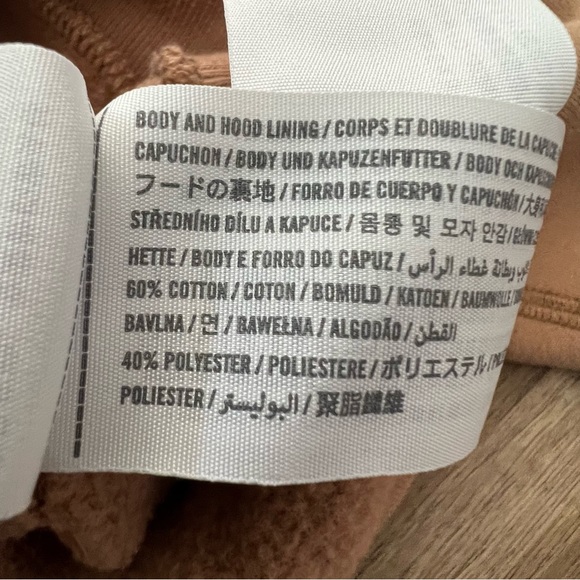 BODY AND HOOD LINING / CORPS ET DOUBLURE DE LA
CAPUCHON / BODY UND KAPUZENFUTTER / BODY OCH
フードの裏地 / FORRO DE CUERPO Y CAPUCHÓN /
STŘEDNÍHO DÍLU A KAPUCE / 몸통 및 모자 안감 /
HETTE / BODY E FORRO DO CAPUZ / وبطانة غطاء الرأس /
60% COTTON / COTON / BOMULD / KATOEN / BAUMWOLLE /
BAVLNA / 면 / BAWEŁNA / ALGODÃO / القطن /
40% POLYESTER / POLIESTERE / ポリエステル /
POLIESTER / البوليستر / 聚脂纖維